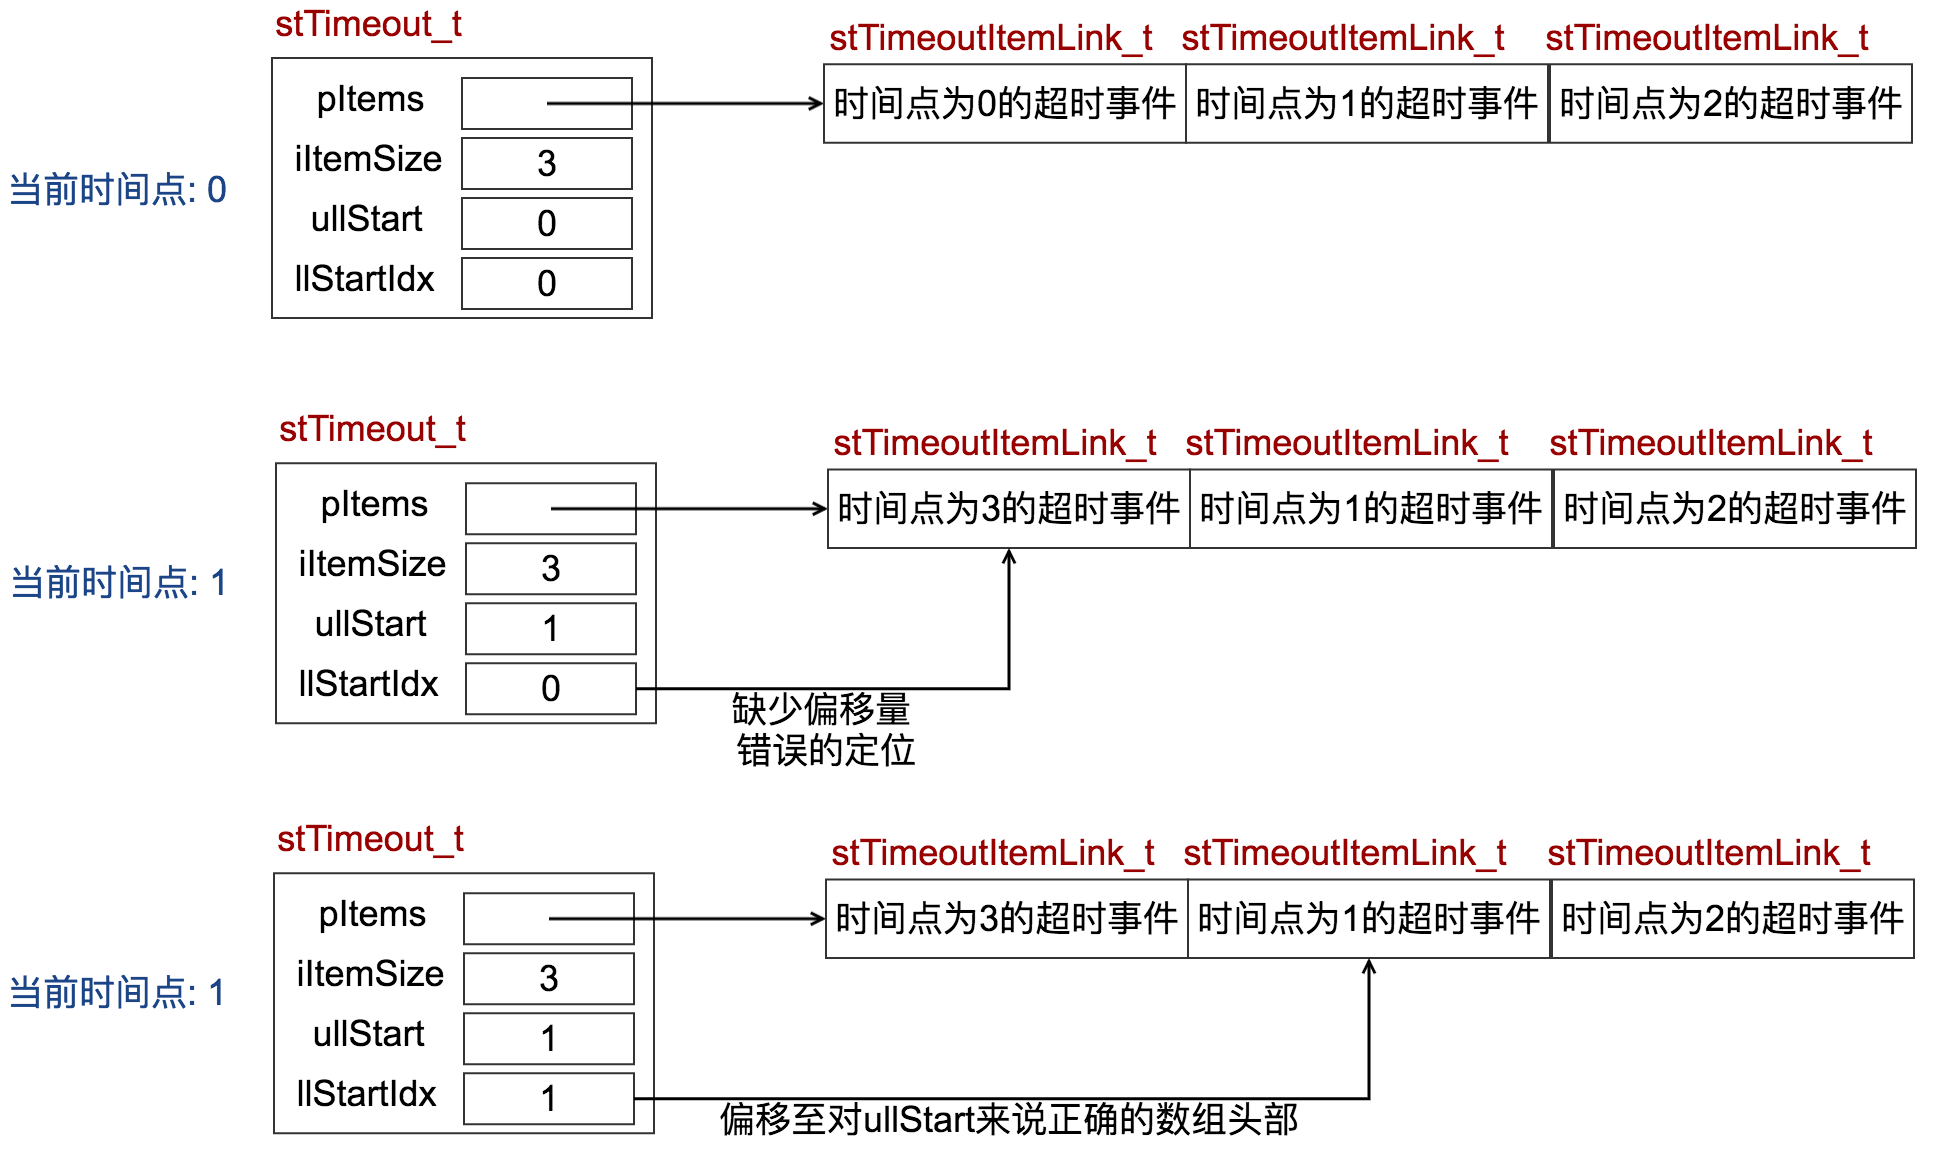 stTimeout_t
stTimeoutItemLink_t stTimeoutItemLink_t stTimeoutItemLink_t
pItems
时间点为0的超时事件 时间点为1的超时事件 时间点为2的超时事件
iItemSize 3
当前时间点: 0
ullStart 0
llStartIdx 0
stTimeout_t
stTimeoutItemLink_t stTimeoutItemLink_t stTimeoutItemLink_t
pItems
时间点为3的超时事件 时间点为1的超时事件 时间点为2的超时事件
iItemSize 3
当前时间点: 1
ullStart 1
llStartIdx 0
缺少偏移量
错误的定位
stTimeout_t
stTimeoutItemLink_t stTimeoutItemLink_t stTimeoutItemLink_t
pItems
时间点为3的超时事件 时间点为1的超时事件 时间点为2的超时事件
iItemSize 3
当前时间点: 1
ullStart 1
llStartIdx 1
偏移至对ullStart来说正确的数组头部